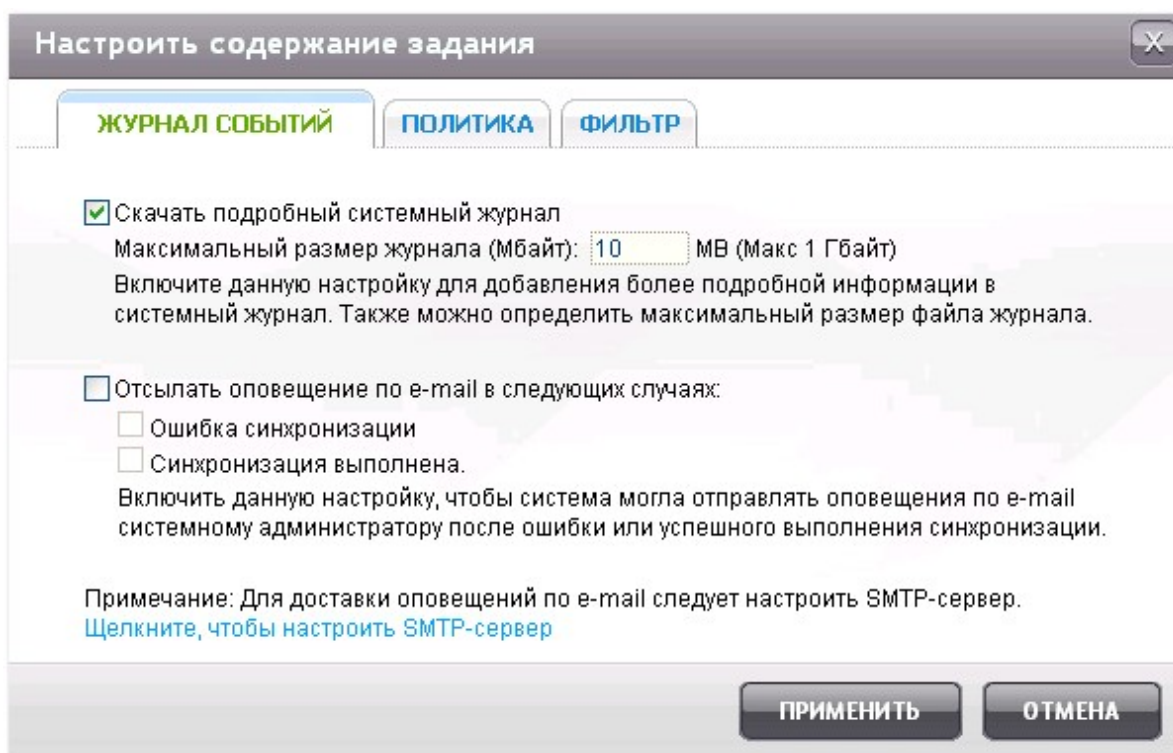 Настроить содержание задания
X
ЖУРНАЛ СОБЫТИЙ ПОЛИТИКА ФИЛЬТР
Скачать подробный системный журнал
Максимальный размер журнала (Мбайт): 10 MB (Макс 1 Гбайт)
Включите данную настройку для добавления более подробной информации в
системный журнал. Также можно определить максимальный размер файла журнала.
Отсылать оповещение по e-mail в следующих случаях:
Ошибка синхронизации
Синхронизация выполнена.
Включить данную настройку, чтобы система могла отправлять оповещения по e-mail
системному администратору после ошибки или успешного выполнения синхронизации.
Примечание: Для доставки оповещений по e-mail следует настроить SMTP-сервер.
Щелкните, чтобы настроить SMTP-сервер
ПРИМЕНИТЬ ОТМЕНА